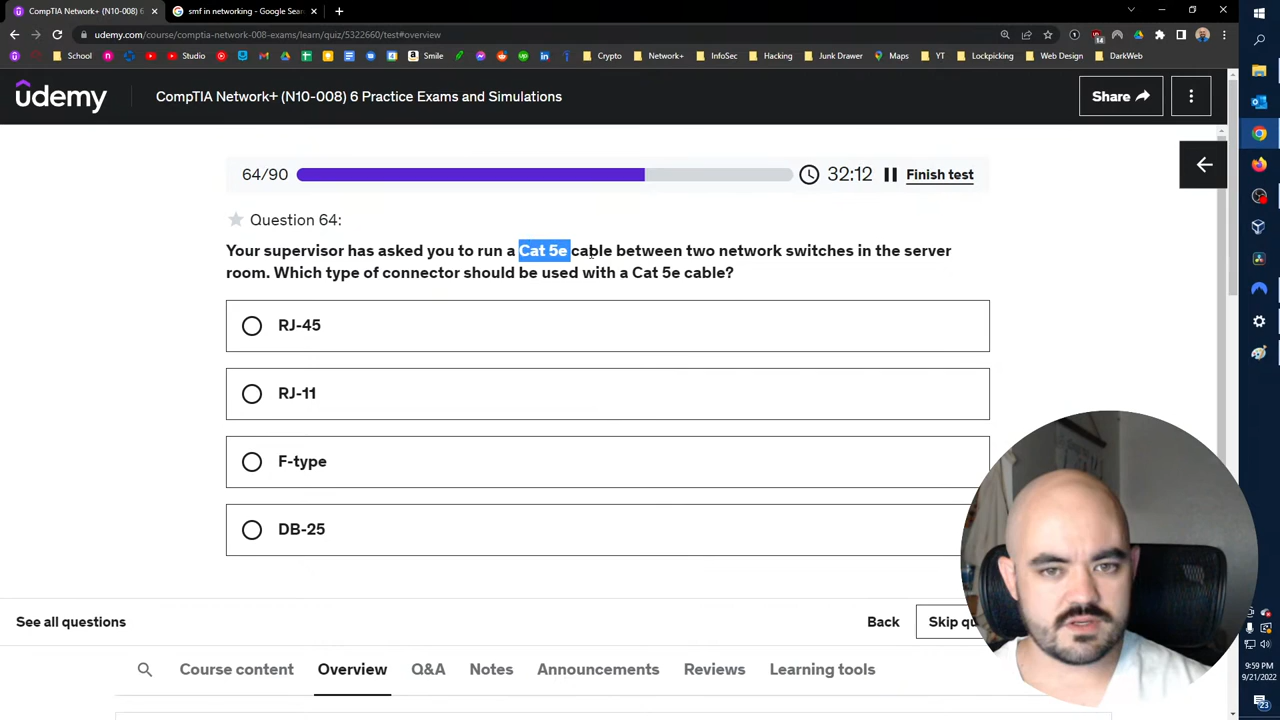 CompTIA Network+ (N10-008) 6 P
smf in networking - Google Sear
udemy.com/course/comptia-network-008-exams/learn/quiz/5322660/test#overview
School
Studio
Smile
Crypto
Network+
InfoSec
Hacking
Junk Drawer
Maps
YT
Lockpicking
Boarded Out
DarkWeb
ûdemy
CompTIA Network+ (N10-008) 6 Practice Exams and Simulations
Share
64/90
32:12
Finish test
Question 64:
Your supervisor has asked you to run a Cat 5e cable between two network switches in the server
room. Which type of connector should be used with a Cat 5e cable?
RJ-45
RJ-11
F-type
DB-25
See all questions
Back
Skip qu
Course content
Overview
Q&A
Notes
Announcements
Reviews
Learning tools
9:59 PM
9/21/2022
23